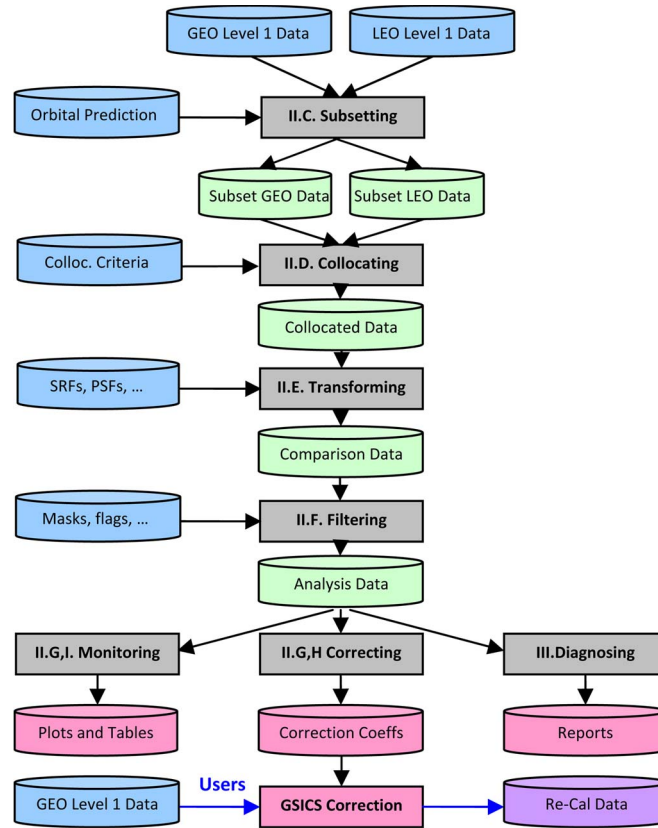 GEO Level 1 Data
LEO Level 1 Data
Orbital Prediction
II.C. Subsetting
Subset GEO Data
Subset LEO Data
Colloc. Criteria
II.D. Collocating
Collocated Data
SRFs, PSFs, ...
II.E. Transforming
Comparison Data
Masks, flags, ...
II.F. Filtering
Analysis Data
II.G,I. Monitoring
II.G,H Correcting
III.Diagnosing
Plots and Tables
Correction Coeffs
Reports
Users
GEO Level 1 Data
GSICS Correction
Re-Cal Data